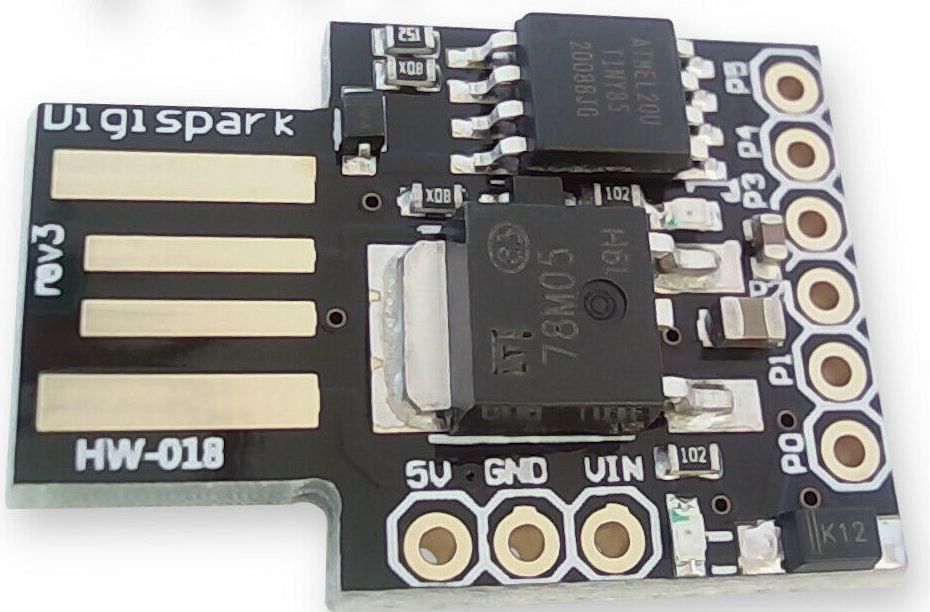 Digispark
rev3
HW-018
152
X08
X08
102
ATMEL20U
TINY85
20088JG
78M05
P5
P4
P3
P1
P0
5V GND VIN
102
K12